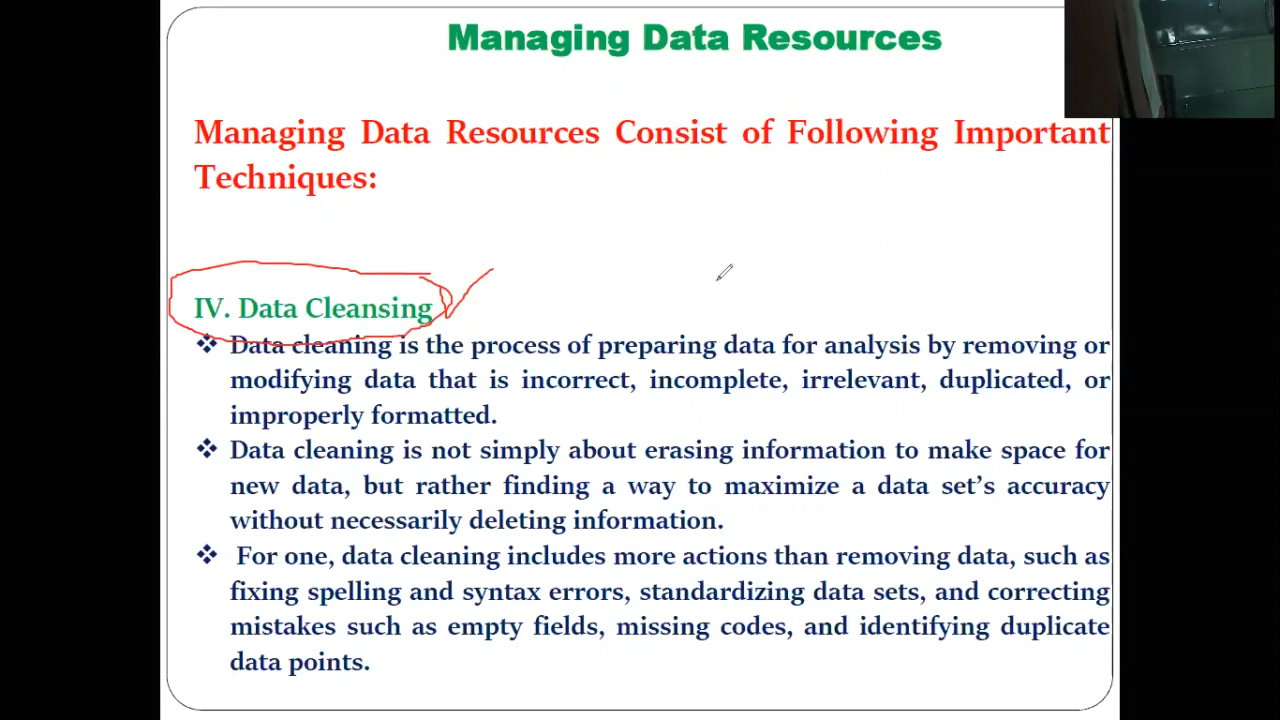 Managing Data Resources
Managing Data Resources Consist of Following Important
Techniques:
IV. Data Cleansing
❖ Data cleaning is the process of preparing data for analysis by removing or
modifying data that is incorrect, incomplete, irrelevant, duplicated, or
improperly formatted.
❖ Data cleaning is not simply about erasing information to make space for
new data, but rather finding a way to maximize a data set’s accuracy
without necessarily deleting information.
❖ For one, data cleaning includes more actions than removing data, such as
fixing spelling and syntax errors, standardizing data sets, and correcting
mistakes such as empty fields, missing codes, and identifying duplicate
data points.